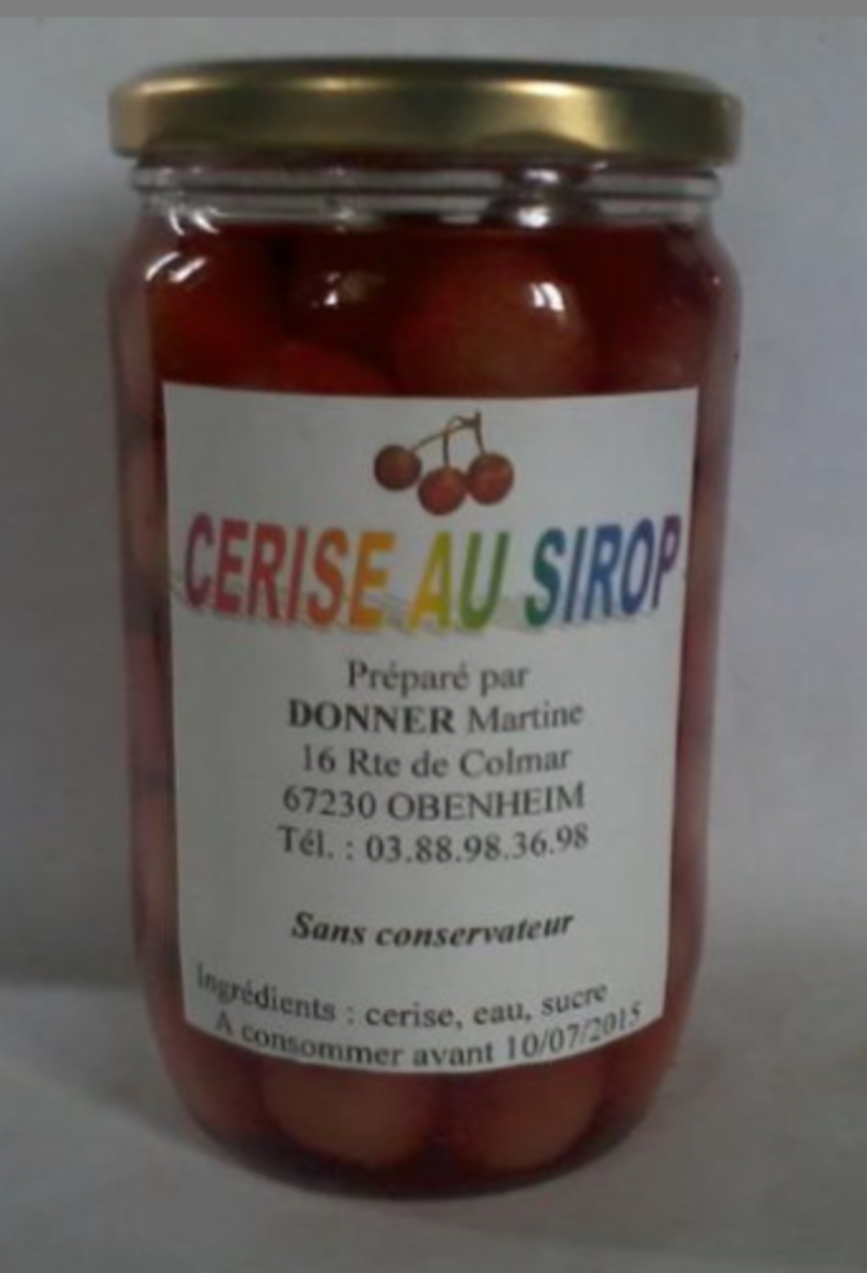 CERISE AU SIROP
Préparé par
DONNER Martine
16 Rte de Colmar
67230 OBENHEIM
Tél. : 03.88.98.36.98
Sans conservateur
Ingrédients : cerise, eau, sucre
A consommer avant 10/07/2015